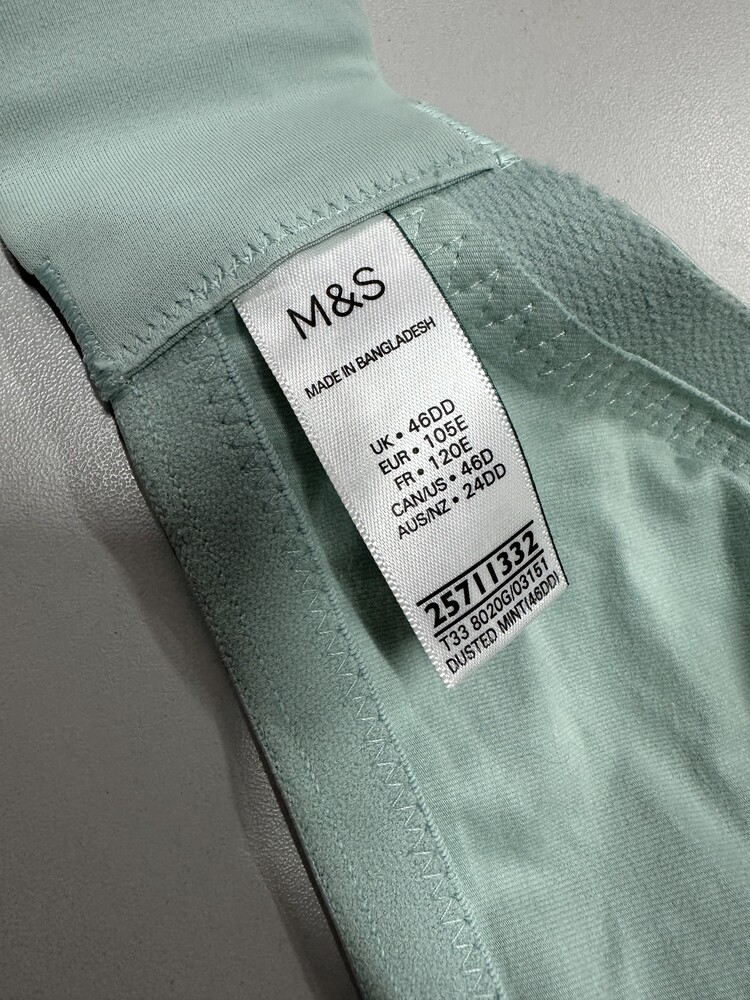 M&S
MADE IN BANGLADESH
UK • 46DD
EUR • 105E
FR • 120E
CAN/US • 46D
AUS/NZ • 24DD
25711332
T33 8020G/03151
DUSTED MINT(46DD)